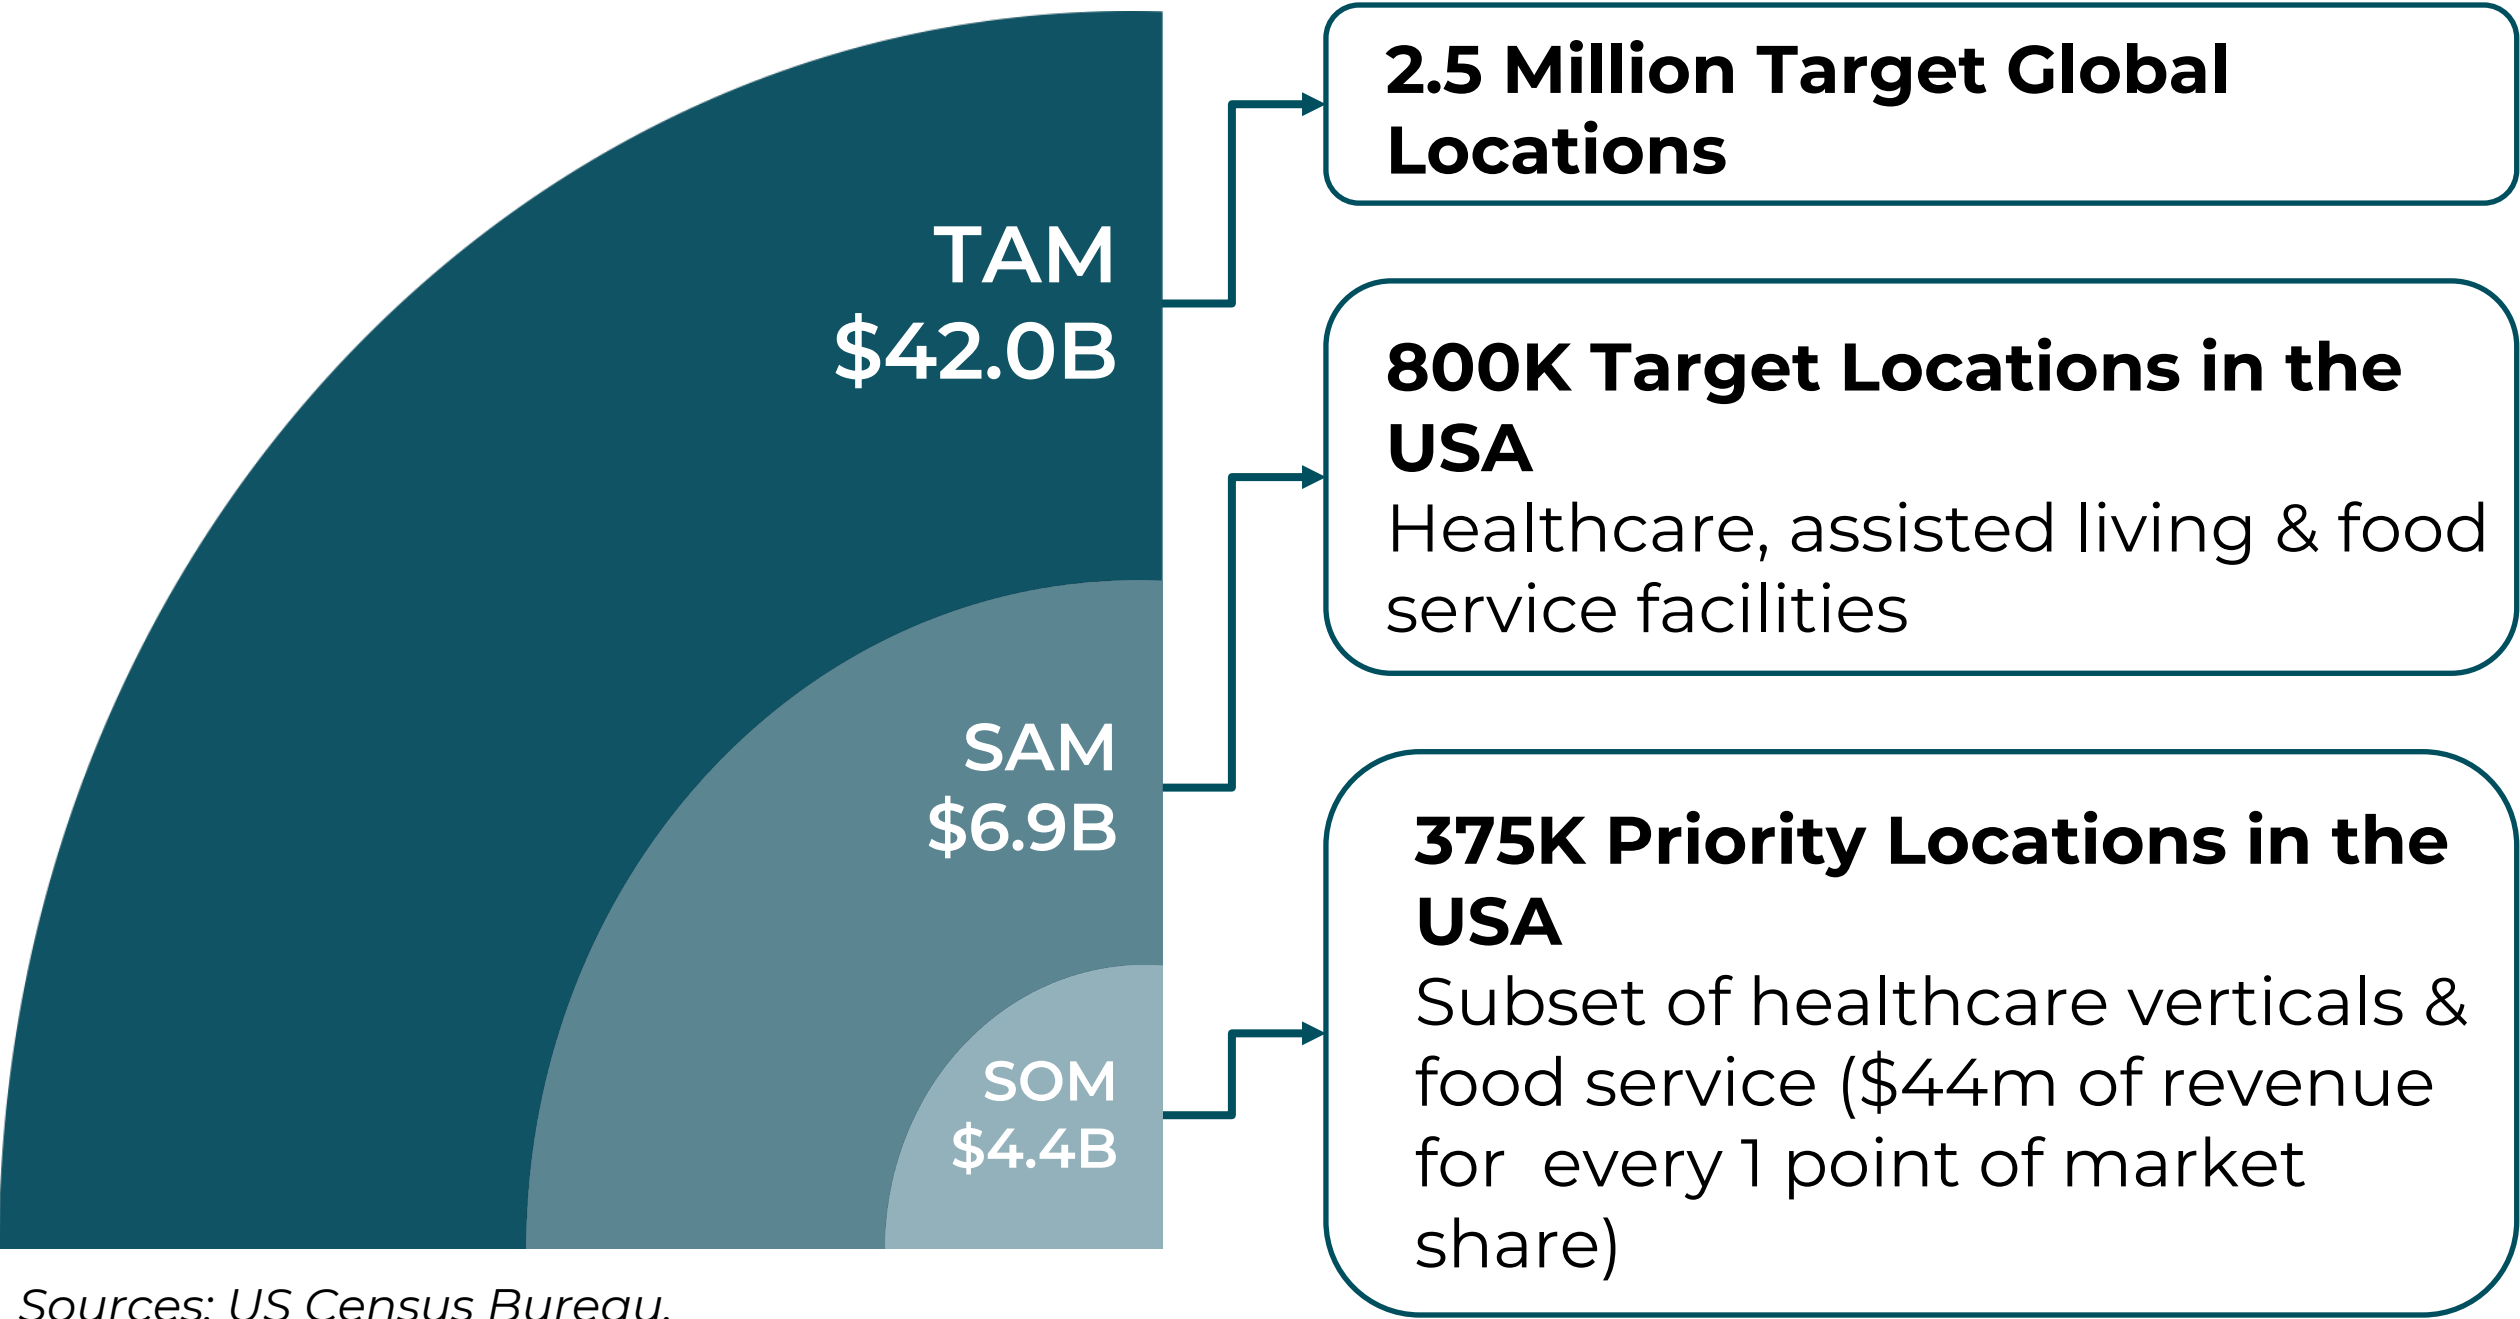 TAM
$42.0B
SAM
$6.9B
SOM
$4.4B
2.5 Million Target Global
Locations
800K Target Locations in the
USA
Healthcare, assisted living & food
service facilities
375K Priority Locations in the
USA
Subset of healthcare verticals &
food service ($44m of revenue
for  every 1 point of market
share)
Sources: US Census Bureau.